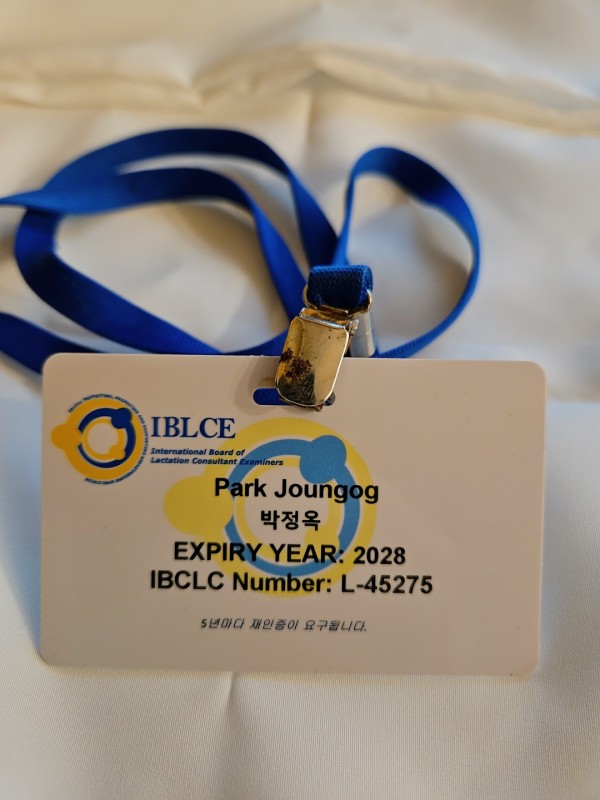 IBLCE
International Board of
Lactation Consultant Examiners
Park Joungog
박정옥
EXPIRY YEAR: 2028
IBCLC Number: L-45275
5년마다 재인증이 요구됩니다.